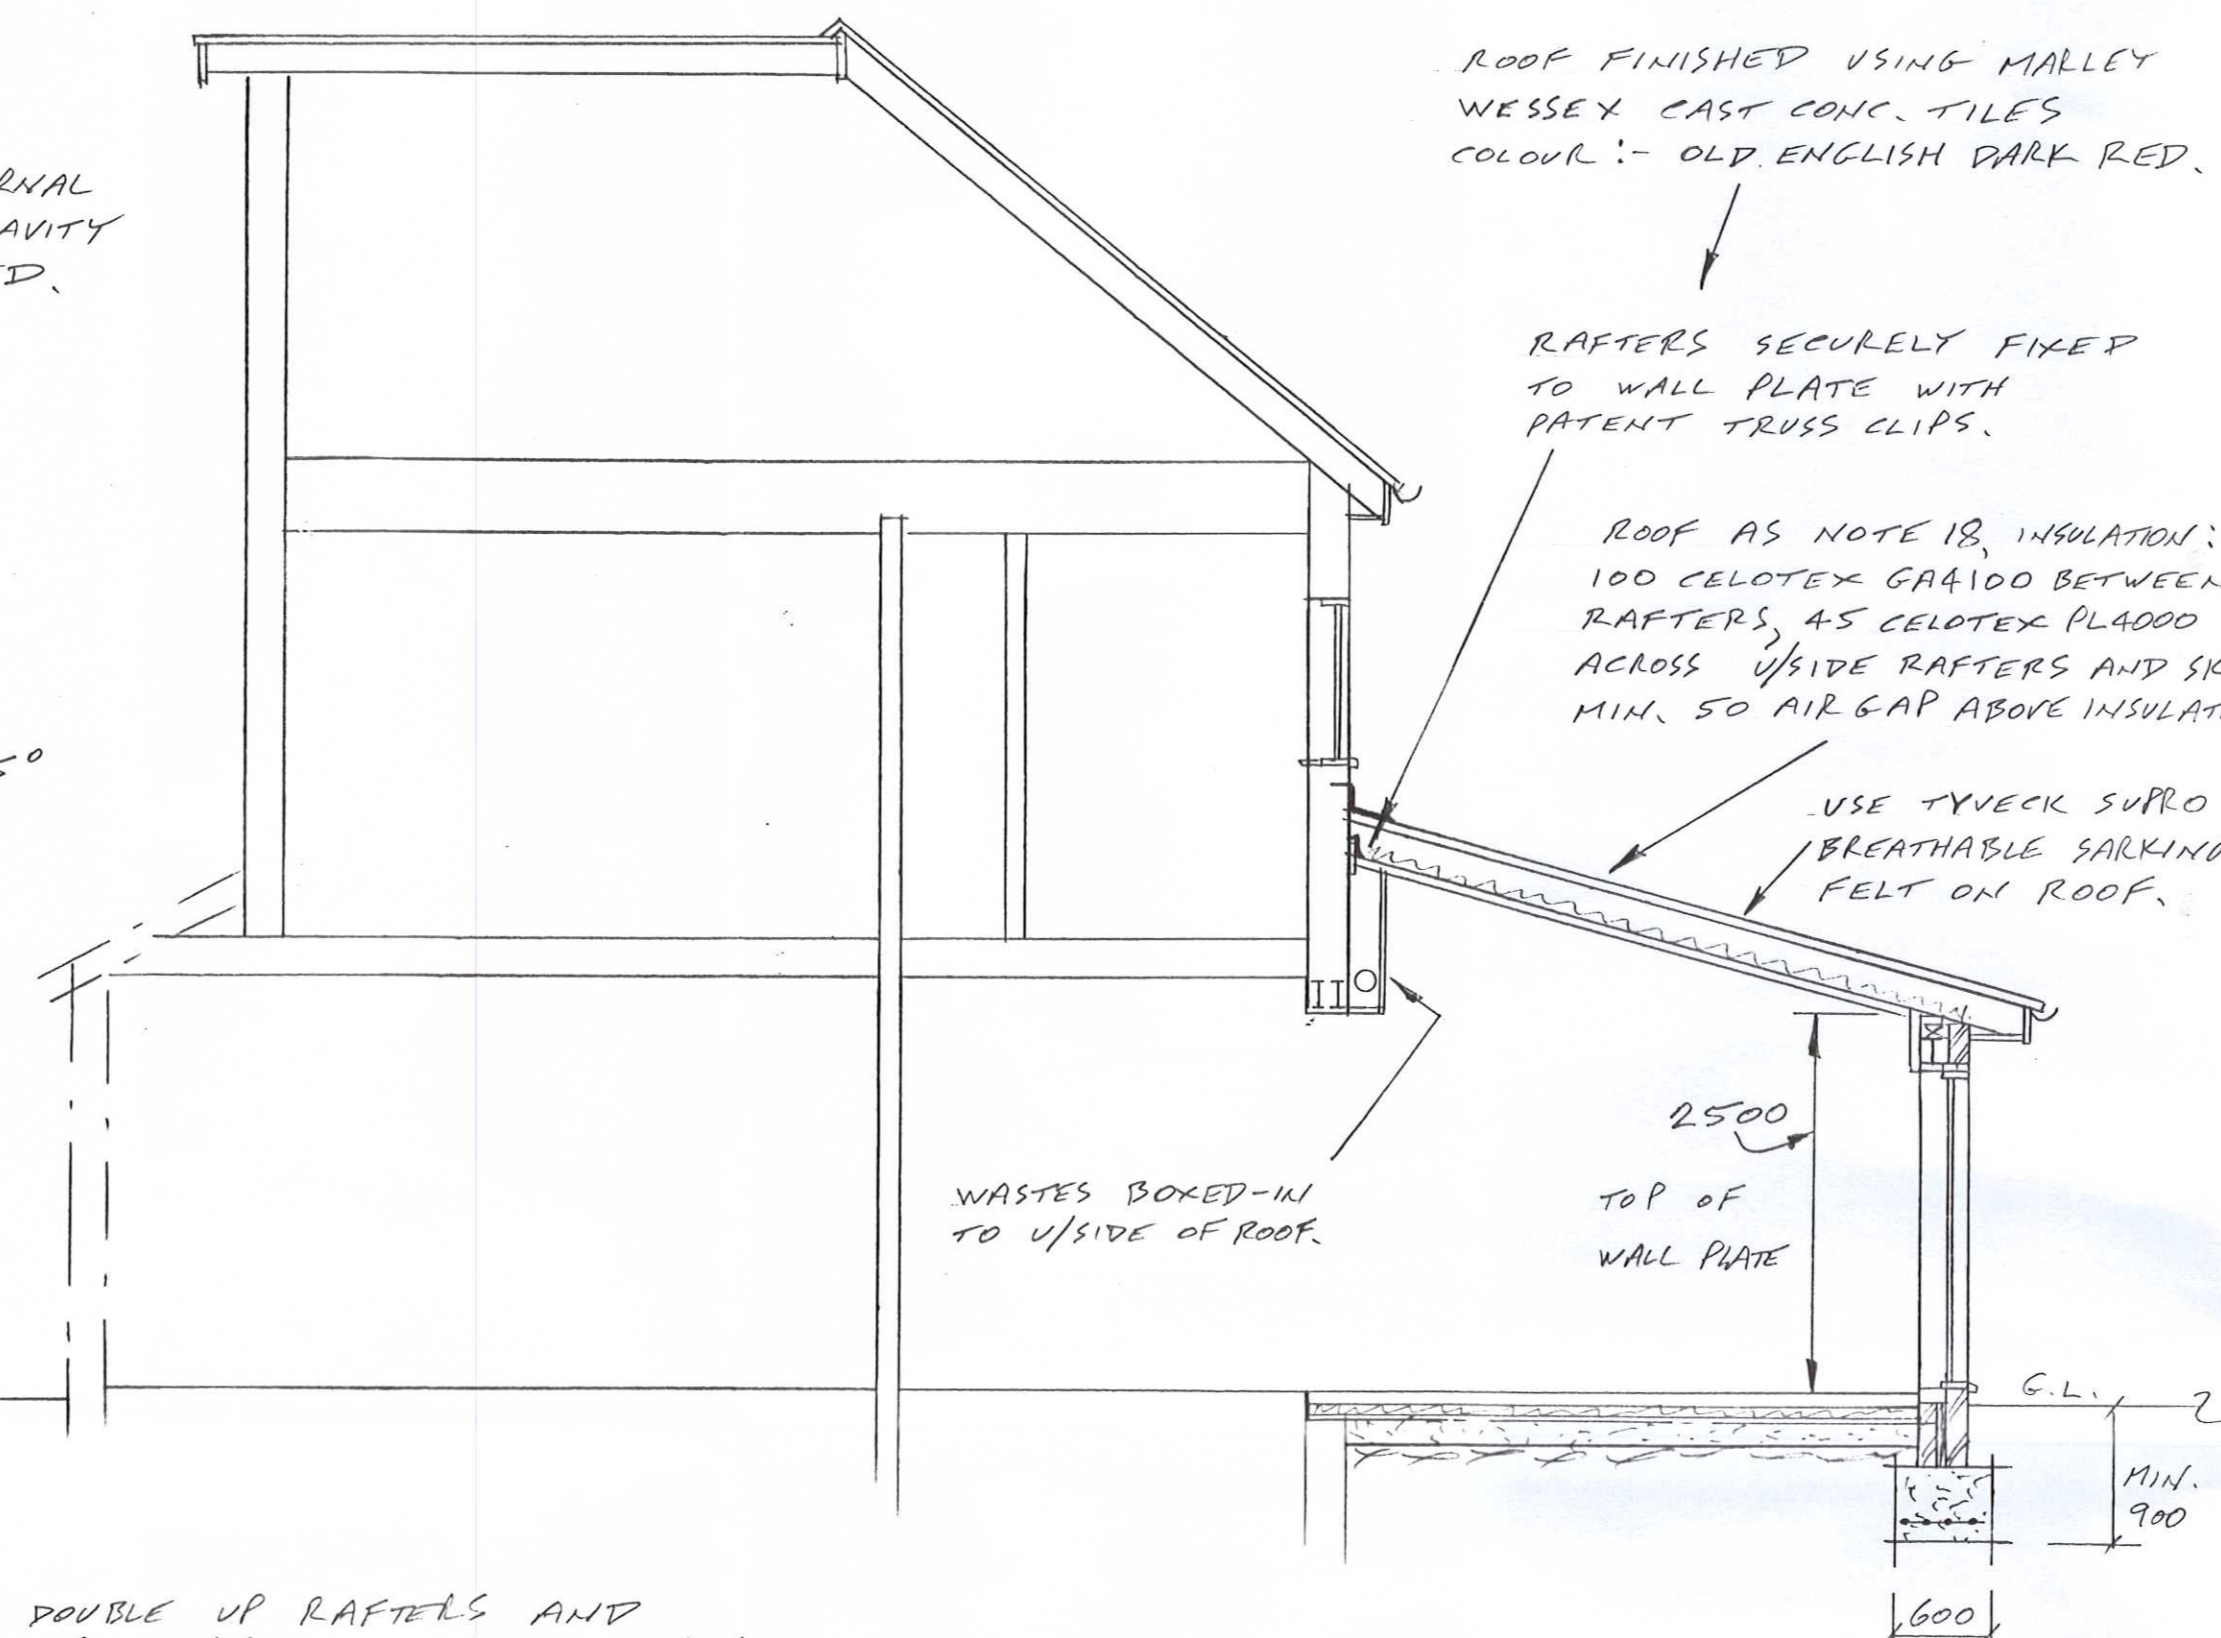 ROOF FINISHED USING MARLEY
WESSEX CAST CONC. TILES
COLOUR :- OLD ENGLISH DARK RED.
AVITY
RAFTERS SECURELY FIXED
TO WALL PLATE WITH
PATENT TRUSS CLIPS.
ROOF AS NOTE 18, INSULATION:
100 CELOTEX GA4100 BETWEEN
RAFTERS, 45 CELOTEX PL4000
ACROSS U/SIDE RAFTERS AND SK
MIN. 50 AIR GAP ABOVE INSULAT
USE TYVECK SUPRO
BREATHABLE SARKING
FELT ON ROOF.
2500
TOP OF
WALL PLATE
WASTES BOXED-IN
TO U/SIDE OF ROOF.
G.L.
MIN.
900
600
DOUBLE UP RAFTERS AND